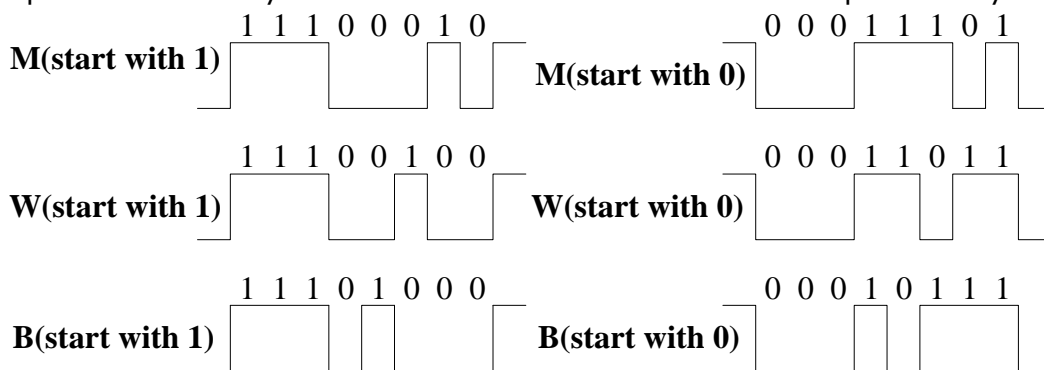 1 1 1 0 0 0 1 0
M(start with 1)
0 0 0 1 1 1 0 1
M(start with 0)
1 1 1 0 0 1 0 0
W(start with 1)
0 0 0 1 1 0 1 1
W(start with 0)
1 1 1 0 1 0 0 0
B(start with 1)
0 0 0 1 0 1 1 1
B(start with 0)